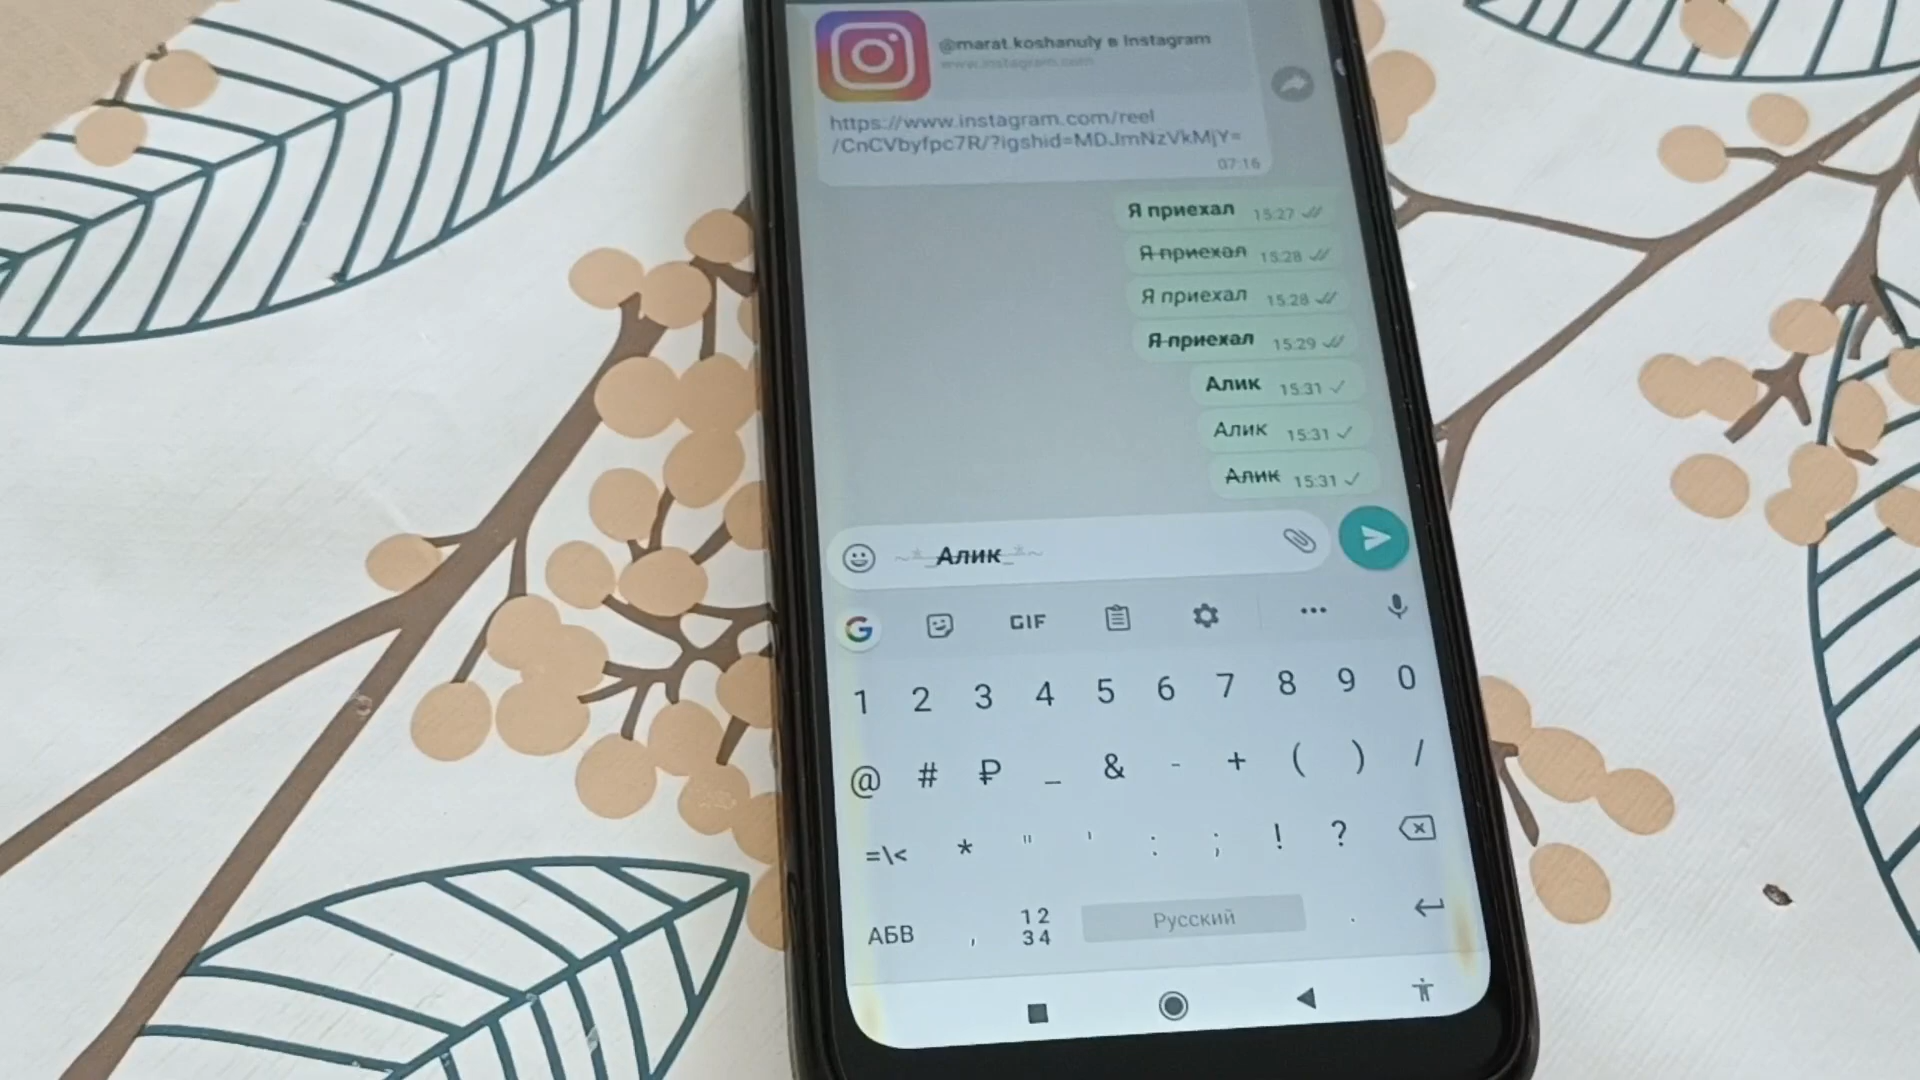 @marat.koshanuly в Instagram
www.instagram.com
https://www.instagram.com/reel
/CnCVbyfpc7R/?igshid=MDJmNzVkMjY=
07:16
Я приехал 15:27
Я приехал 15:28
Я приехал 15:28
Я приехал 15:29
Алик 15:31
Алик 15:31
Алик 15:31
~*_Алик_*~
G GIF
1 2 3 4 5 6 7 8 9 0
@ # ₽ _ & - + ( ) /
=\< * " ' : ; ! ?
АБВ , 12 34 Русский .